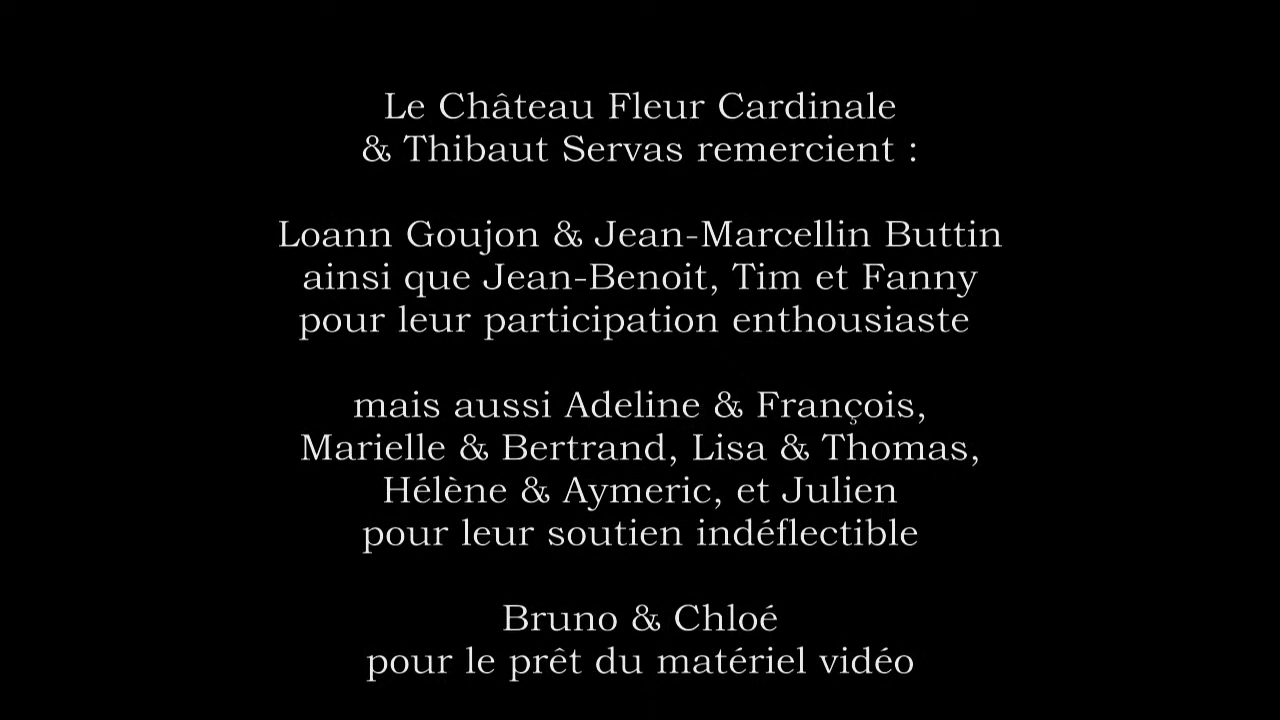 Le Château Fleur Cardinale
& Thibaut Servas remercient :
Loann Goujon & Jean-Marcellin Buttin
ainsi que Jean-Benoit, Tim et Fanny
pour leur participation enthousiaste
mais aussi Adeline & François,
Marielle & Bertrand, Lisa & Thomas,
Hélène & Aymeric, et Julien
pour leur soutien indéflectible
Bruno & Chloé
pour le prêt du matériel vidéo